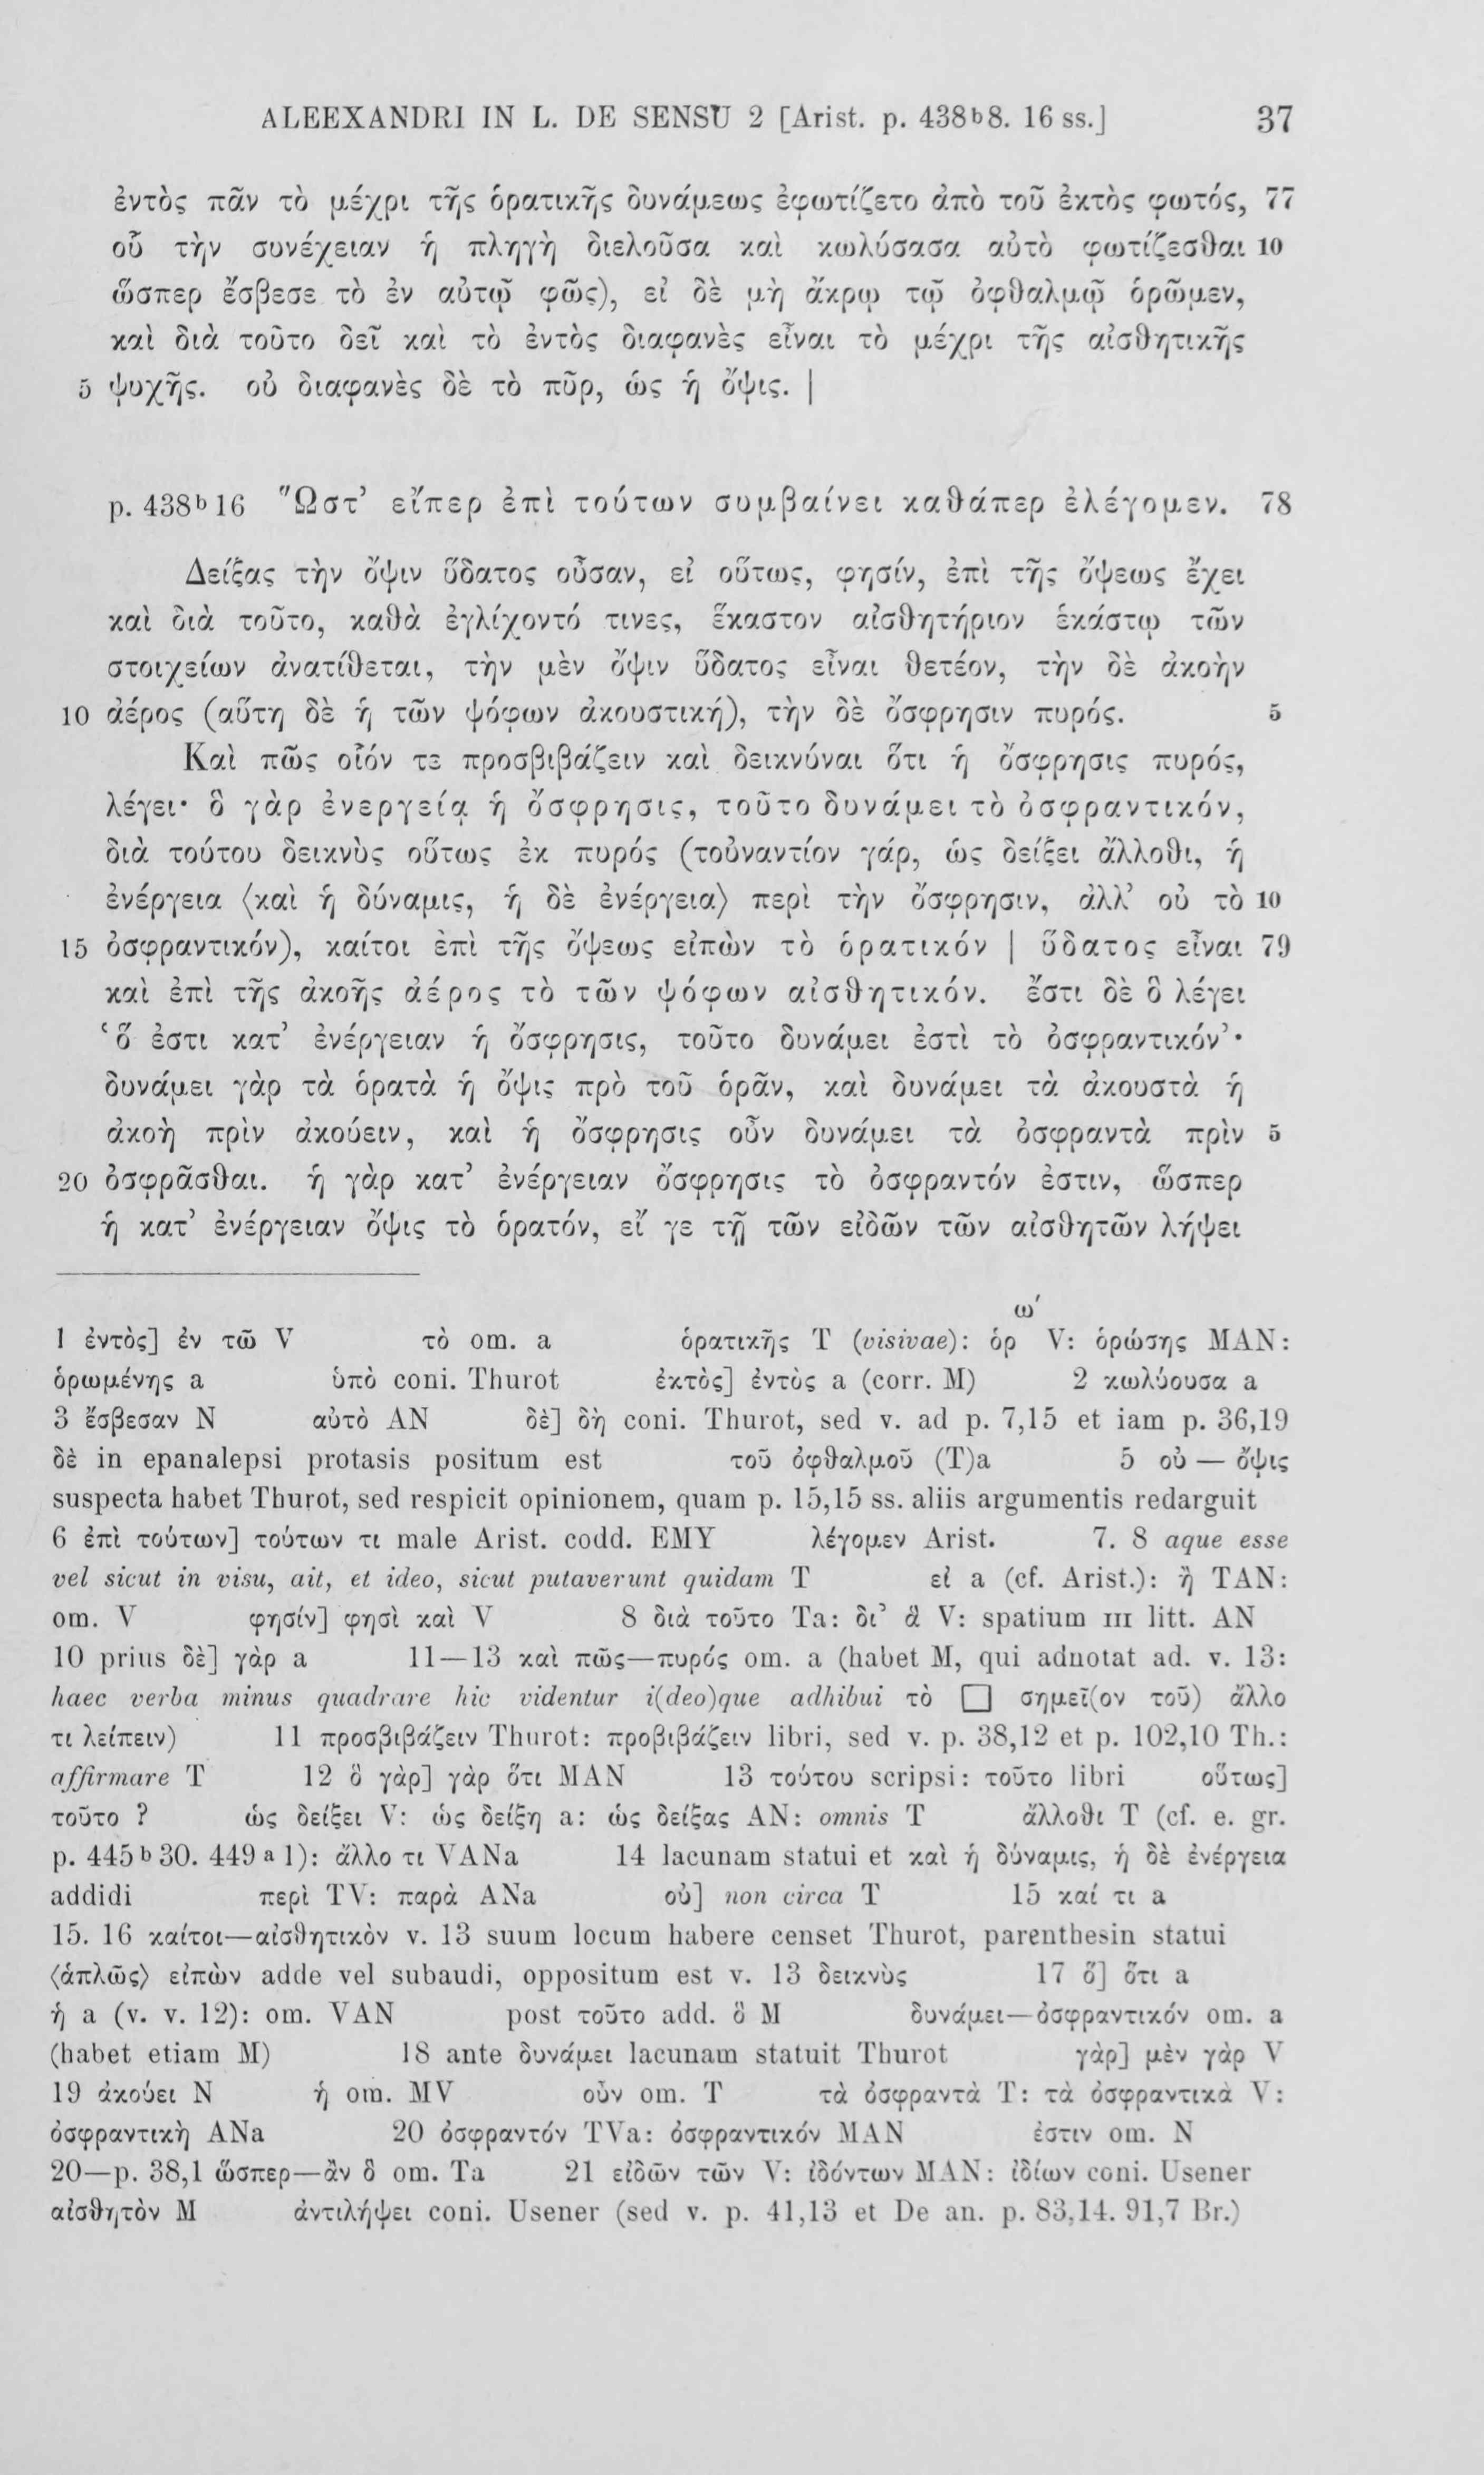 ALEEXANDRI IN L. DE SENSU 2 [Arist. p. 438ᵇ8. 16 ss.] 37
ἐντὸς πᾶν τὸ μέχρι τῆς ὁρατικῆς δυνάμεως ἐφωτίζετο ἀπὸ τοῦ ἐκτὸς φωτός, 77
οὗ τὴν συνέχειαν ἡ πληγὴ διελοῦσα καὶ κωλύσασα αὐτὸ φωτίζεσθαι 10
ὥσπερ ἔσβεσε τὸ ἐν αὐτῷ φῶς), εἰ δὲ μὴ ἄκρῳ τῷ ὀφθαλμῷ ὁρῶμεν,
καὶ διὰ τοῦτο δεῖ καὶ τὸ ἐντὸς διαφανὲς εἶναι τὸ μέχρι τῆς αἰσθητικῆς
5 ψυχῆς. οὐ διαφανὲς δὲ τὸ πῦρ, ὡς ἡ ὄψις. |
p. 438ᵇ16 Ὥστ’ εἴπερ ἐπὶ τούτων συμβαίνει καθάπερ ἐλέγομεν. 78
Δείξας τὴν ὄψιν ὕδατος οὖσαν, εἰ οὕτως, φησίν, ἐπὶ τῆς ὄψεως ἔχει
καὶ διὰ τοῦτο, καθὰ ἐγλίχοντό τινες, ἕκαστον αἰσθητήριον ἑκάστῳ τῶν
στοιχείων ἀνατίθεται, τὴν μὲν ὄψιν ὕδατος εἶναι θετέον, τὴν δὲ ἀκοὴν
10 ἀέρος (αὕτη δὲ ἡ τῶν ψόφων ἀκουστική), τὴν δὲ ὄσφρησιν πυρός. 5
Καὶ πῶς οἷόν τε προσβιβάζειν καὶ δεικνύναι ὅτι ἡ ὄσφρησις πυρός,
λέγει· ὃ γὰρ ἐνεργείᾳ ἡ ὄσφρησις, τοῦτο δυνάμει τὸ ὀσφραντικόν,
διὰ τούτου δεικνὺς οὕτως ἐκ πυρός (τοὐναντίον γάρ, ὡς δείξει ἄλλοθι, ἡ
ἐνέργεια ⟨καὶ ἡ δύναμις, ἡ δὲ ἐνέργεια⟩ περὶ τὴν ὄσφρησιν, ἀλλ’ οὐ τὸ 10
15 ὀσφραντικόν), καίτοι ἐπὶ τῆς ὄψεως εἰπὼν τὸ ὁρατικόν | ὕδατος εἶναι 79
καὶ ἐπὶ τῆς ἀκοῆς ἀέρος τὸ τῶν ψόφων αἰσθητικόν. ἔστι δὲ ὃ λέγει
‘ὅ ἐστι κατ’ ἐνέργειαν ἡ ὄσφρησις, τοῦτο δυνάμει ἐστὶ τὸ ὀσφραντικόν’·
δυνάμει γὰρ τὰ ὁρατὰ ἡ ὄψις πρὸ τοῦ ὁρᾶν, καὶ δυνάμει τὰ ἀκουστὰ ἡ
ἀκοὴ πρὶν ἀκούειν, καὶ ἡ ὄσφρησις οὖν δυνάμει τὰ ὀσφραντὰ πρὶν 5
20 ὀσφρᾶσθαι. ἡ γὰρ κατ’ ἐνέργειαν ὄσφρησις τὸ ὀσφραντόν ἐστιν, ὥσπερ
ἡ κατ’ ἐνέργειαν ὄψις τὸ ὁρατόν, εἴ γε τῇ τῶν εἰδῶν τῶν αἰσθητῶν λήψει
1 ἐντὸς] ἐν τῶ V τὸ om. a ὁρατικῆς T (visivae): ὁρω´ V: ὁρώσης MAN:
ὁρωμένης a ὑπὸ coni. Thurot ἐκτὸς] ἐντὸς a (corr. M) 2 κωλύουσα a
3 ἔσβεσαν N αὐτὸ AN δὲ] δὴ coni. Thurot, sed v. ad p. 7,15 et iam p. 36,19
δὲ in epanalepsi protasis positum est τοῦ ὀφθαλμοῦ (T)a 5 οὐ — ὄψις
suspecta habet Thurot, sed respicit opinionem, quam p. 15,15 ss. aliis argumentis redarguit
6 ἐπὶ τούτων] τούτων τι male Arist. codd. EMY λέγομεν Arist. 7. 8 aque esse
vel sicut in visu, ait, et ideo, sicut putaverunt quidam T εἰ a (cf. Arist.): ἢ TAN:
om. V φησίν] φησὶ καὶ V 8 διὰ τοῦτο Ta: δι’ ἃ V: spatium III litt. AN
10 prius δὲ] γὰρ a 11—13 καὶ πῶς—πυρός om. a (habet M, qui adnotat ad. v. 13:
haec verba minus quadrare hic videntur i(deo)que adhibui τὸ □ σημεῖ(ον τοῦ) ἄλλο
τι λείπειν) 11 προσβιβάζειν Thurot: προβιβάζειν libri, sed v. p. 38,12 et p. 102,10 Th.:
affirmare T 12 ὃ γὰρ] γὰρ ὅτι MAN 13 τούτου scripsi: τοῦτο libri οὕτως]
τοῦτο ? ὡς δείξει V: ὡς δείξη a: ὡς δείξας AN: omnis T ἄλλοθι T (cf. e. gr.
p. 445ᵇ30. 449ᵃ1): ἄλλο τι VANa 14 lacunam statui et καὶ ἡ δύναμις, ἡ δὲ ἐνέργεια
addidi περὶ TV: παρὰ ANa οὐ] non circa T 15 καί τι a
15. 16 καίτοι—αἰσθητικὸν v. 13 suum locum habere censet Thurot, parenthesin statui
⟨ἁπλῶς⟩ εἰπὼν adde vel subaudi, oppositum est v. 13 δεικνὺς 17 ὅ] ὅτι a
ἡ a (v. v. 12): om. VAN post τοῦτο add. ὃ M δυνάμει—ὀσφραντικόν om. a
(habet etiam M) 18 ante δυνάμει lacunam statuit Thurot γὰρ] μὲν γὰρ V
19 ἀκούει N ἡ om. MV οὖν om. T τὰ ὀσφραντὰ T: τὰ ὀσφραντικὰ V:
ὀσφραντικὴ ANa 20 ὀσφραντόν TVa: ὀσφραντικόν MAN ἐστιν om. N
20—p. 38,1 ὥσπερ—ἂν ὃ om. Ta 21 εἰδῶν τῶν V: ἰδόντων MAN: ἰδίων coni. Usener
αἰσθητὸν M ἀντιλήψει coni. Usener (sed v. p. 41,13 et De an. p. 83,14. 91,7 Br.)